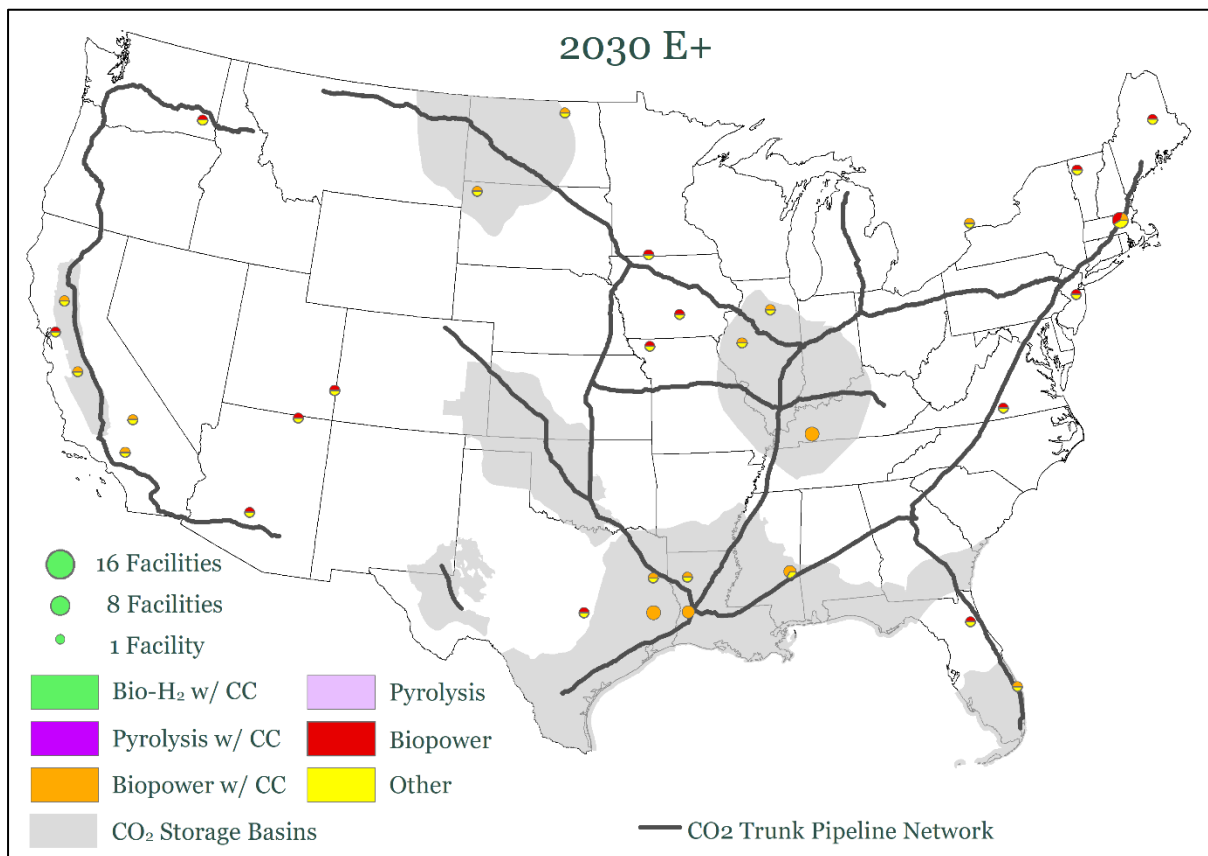 2030 E+
16 Facilities
8 Facilities
1 Facility
Bio-H₂ w/ CC
Pyrolysis
Pyrolysis w/ CC
Biopower
Biopower w/ CC
Other
CO₂ Storage Basins
CO2 Trunk Pipeline Network